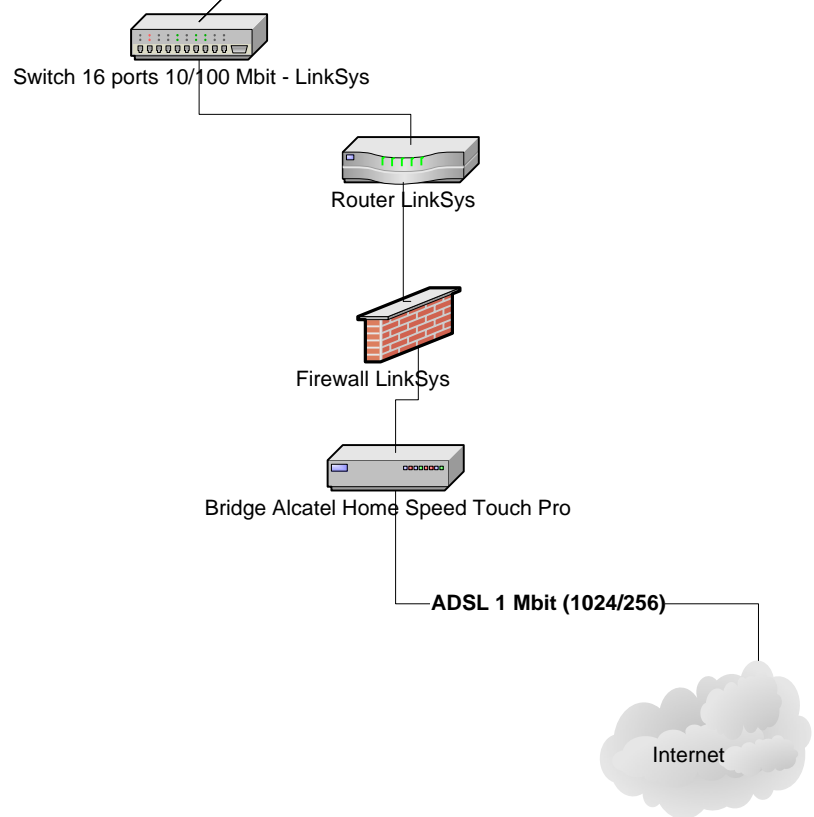 Switch 16 ports 10/100 Mbit - LinkSys
Router LinkSys
Firewall LinkSys
Bridge Alcatel Home Speed Touch Pro
ADSL 1 Mbit (1024/256)
Internet